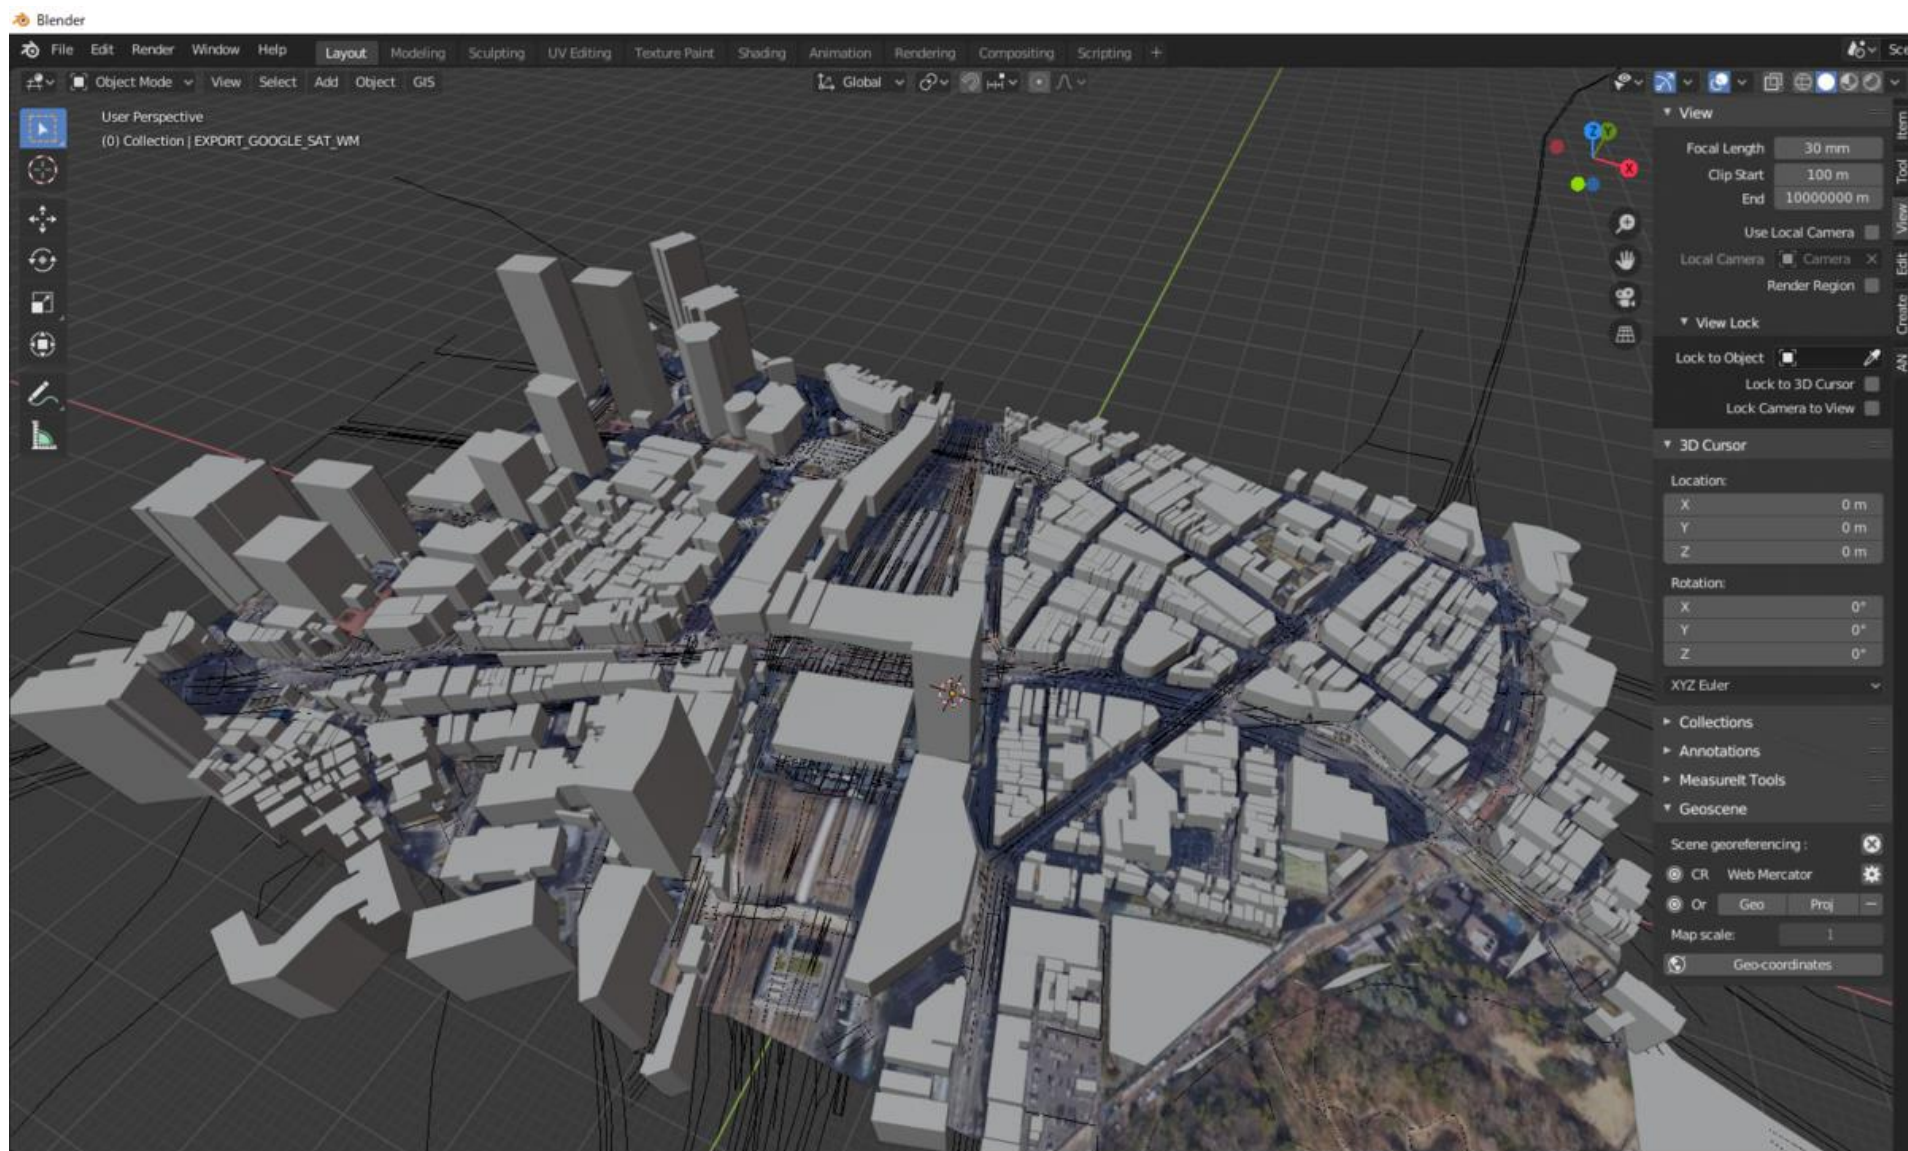 Blender
File Edit Render Window Help Layout Modeling Sculpting UV Editing Texture Paint Shading Animation Rendering Compositing Scripting +
Object Mode View Select Add Object GIS Global
User Perspective
(0) Collection | EXPORT_GOOGLE_SAT_WM
Z Y
X
View
Focal Length 30 mm
Clip Start 100 m
End 10000000 m
Use Local Camera
Local Camera Camera
Render Region
View Lock
Lock to Object
Lock to 3D Cursor
Lock Camera to View
3D Cursor
Location:
X 0 m
Y 0 m
Z 0 m
Rotation:
X 0°
Y 0°
Z 0°
XYZ Euler
Collections
Annotations
MeasureIt Tools
Geoscene
Scene georeferencing :
CR Web Mercator
Or Geo Proj
Map scale: 1
Geo-coordinates
Item
Tool
View
Edit
Create
AN